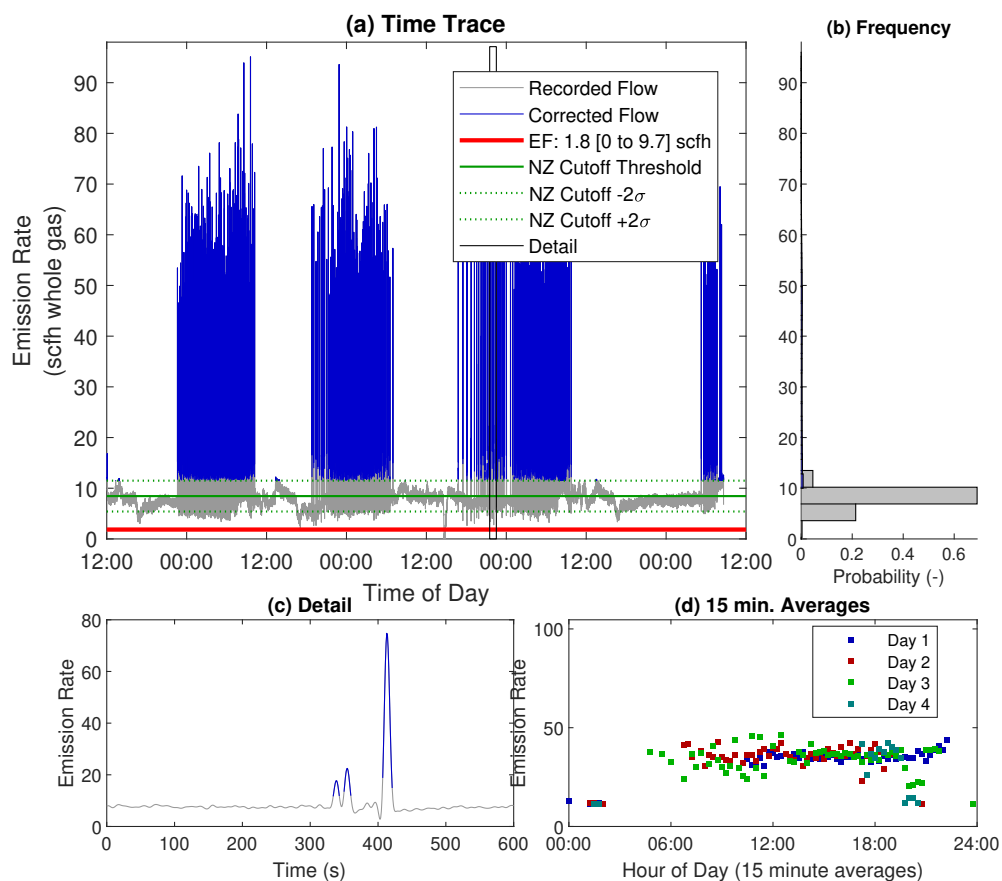 (a) Time Trace
Emission Rate
(scfh whole gas)
90
80
70
60
50
40
30
20
10
0
12:00 00:00 12:00 00:00 12:00 00:00 12:00 00:00 12:00
Time of Day
Recorded Flow
Corrected Flow
EF: 1.8 [0 to 9.7] scfh
NZ Cutoff Threshold
NZ Cutoff -2σ
NZ Cutoff +2σ
Detail
(b) Frequency
90
80
70
60
50
40
30
20
10
0
0 0.2 0.4 0.6
Probability (-)
(c) Detail
Emission Rate
80
60
40
20
0
0 100 200 300 400 500 600
Time (s)
(d) 15 min. Averages
Emission Rate
100
50
0
00:00 06:00 12:00 18:00 24:00
Hour of Day (15 minute averages)
Day 1
Day 2
Day 3
Day 4